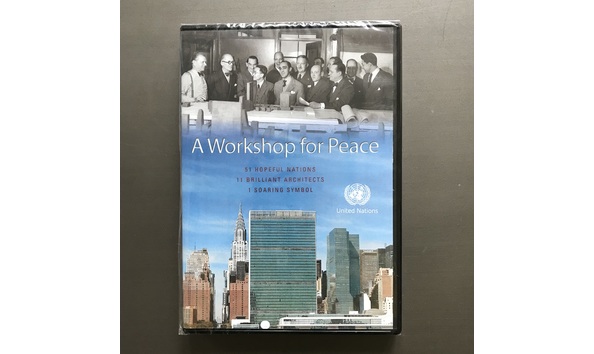 A Workshop for Peace
51 HOPEFUL NATIONS
11 BRILLIANT ARCHITECTS
1 SOARING SYMBOL
United Nations